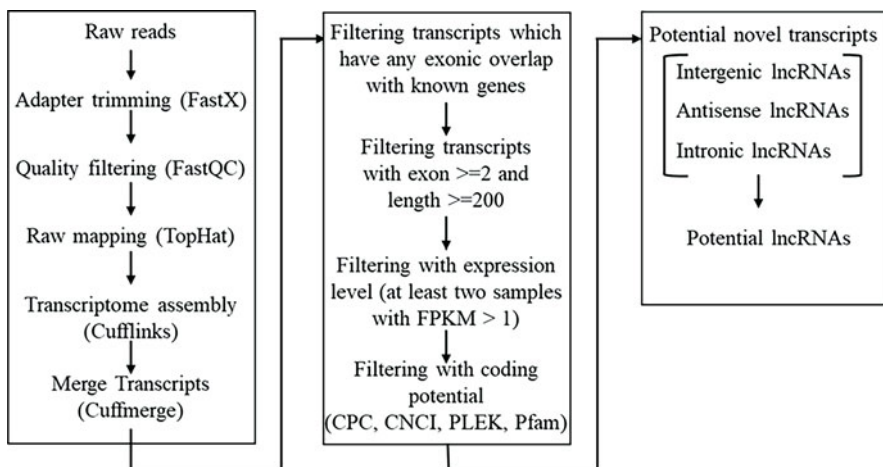 Raw reads
Adapter trimming (FastX)
Quality filtering (FastQC)
Raw mapping (TopHat)
Transcriptome assembly
(Cufflinks)
Merge Transcripts
(Cuffmerge)
Filtering transcripts which
have any exonic overlap
with known genes
Filtering transcripts
with exon >=2 and
length >=200
Filtering with expression
level (at least two samples
with FPKM > 1)
Filtering with coding
potential
(CPC, CNCI, PLEK, Pfam)
Potential novel transcripts
Intergenic lncRNAs
Antisense lncRNAs
Intronic lncRNAs
Potential lncRNAs